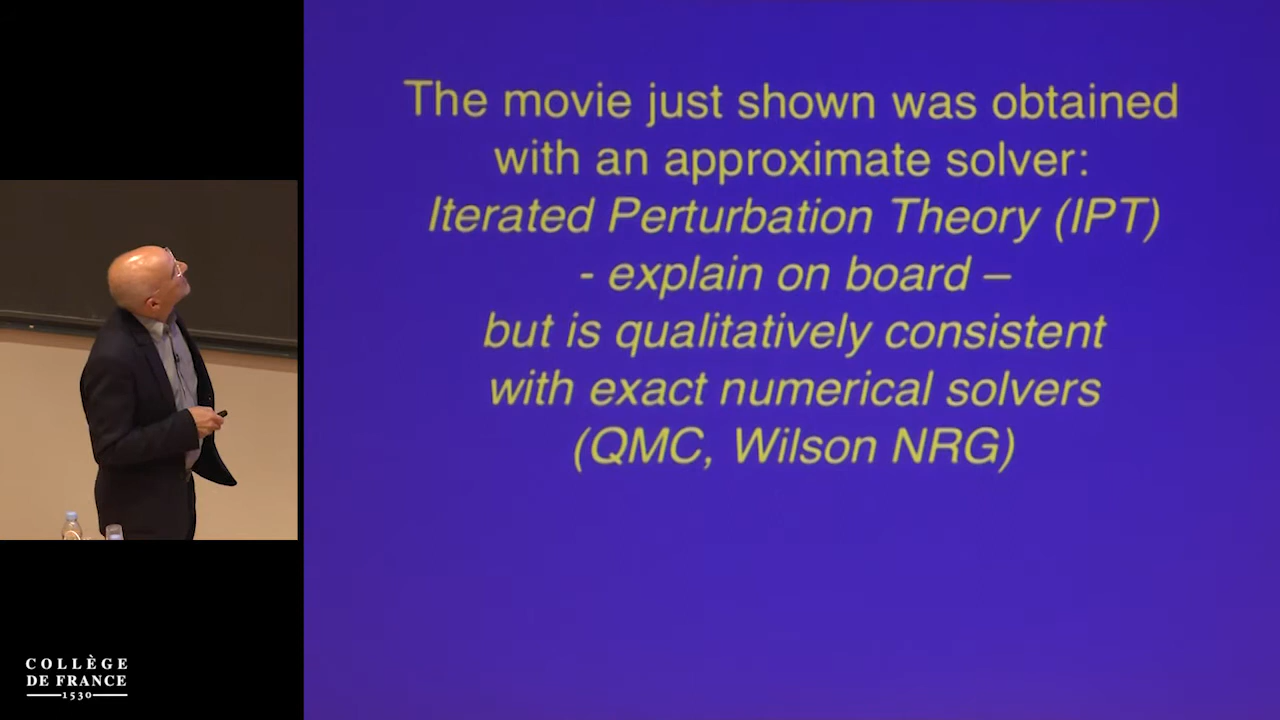 The movie just shown was obtained
with an approximate solver:
Iterated Perturbation Theory (IPT)
- explain on board –
but is qualitatively consistent
with exact numerical solvers
(QMC, Wilson NRG)
COLLÈGE
DE FRANCE
1530